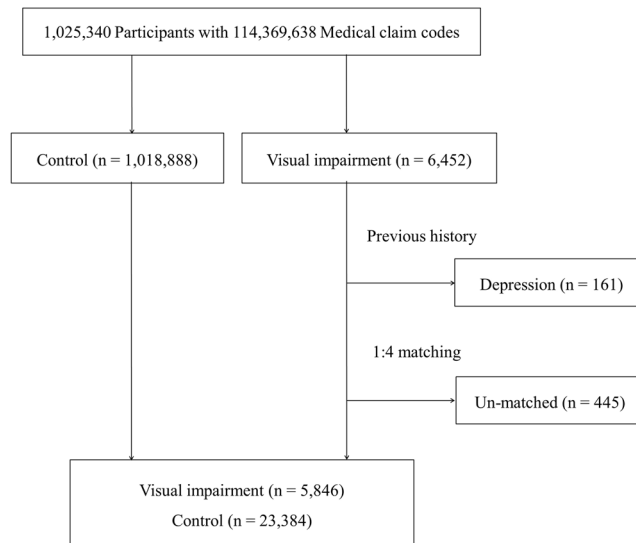 1,025,340 Participants with 114,369,638 Medical claim codes
Control (n = 1,018,888)
Visual impairment (n = 6,452)
Previous history
Depression (n = 161)
1:4 matching
Un-matched (n = 445)
Visual impairment (n = 5,846)
Control (n = 23,384)